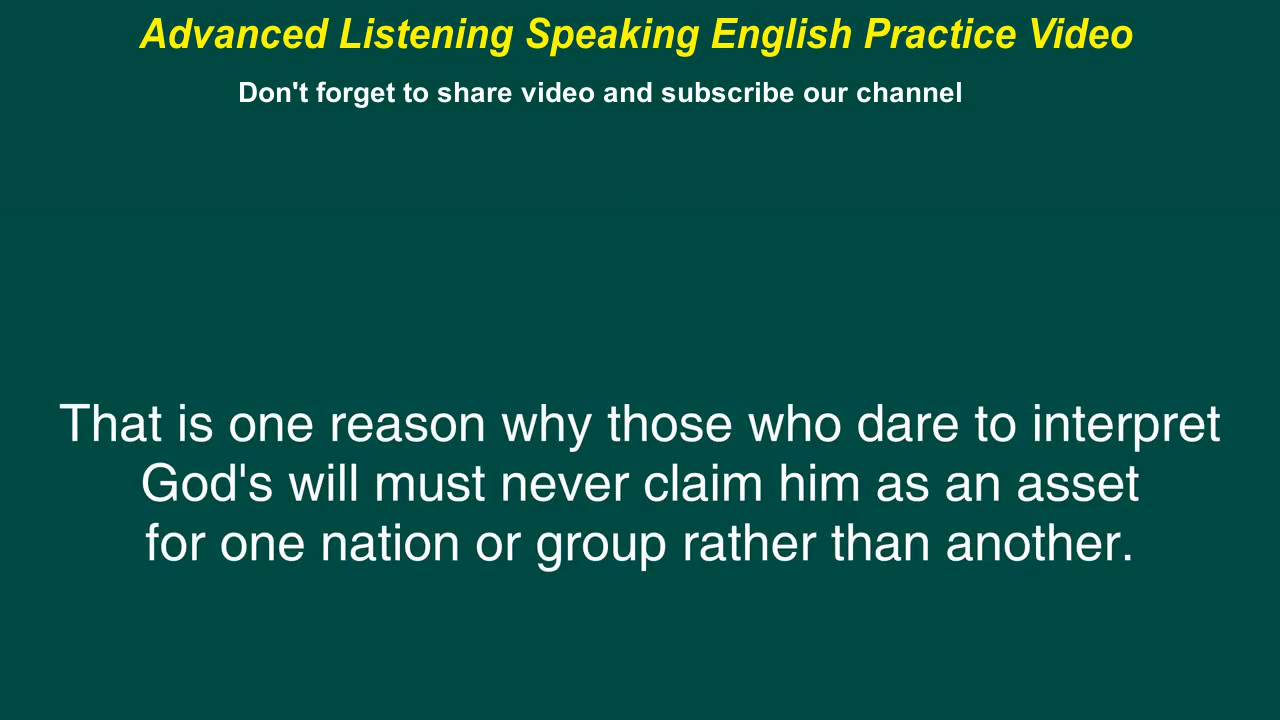 Advanced Listening Speaking English Practice Video
Don't forget to share video and subscribe our channel
That is one reason why those who dare to interpret
God's will must never claim him as an asset
for one nation or group rather than another.